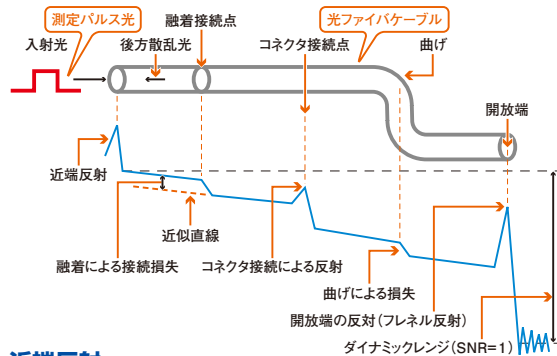 測定パルス光
融着接続点
光ファイバケーブル
入射光
後方散乱光
コネクタ接続点
曲げ
開放端
近端反射
近似直線
融着による接続損失
コネクタ接続による反射
曲げによる損失
開放端の反対(フレネル反射)
ダイナミックレンジ(SNR=1)